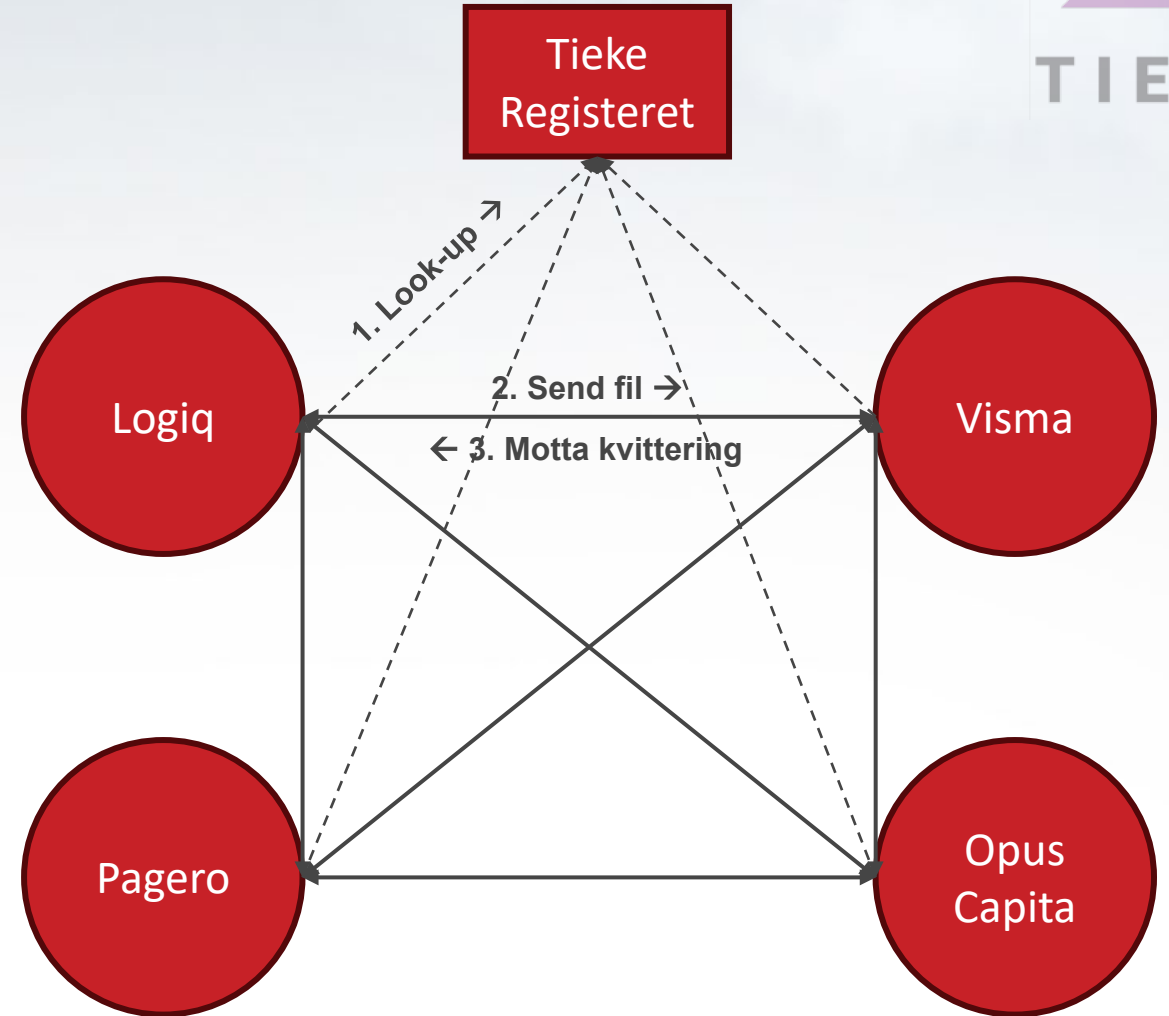 Tieke
Registeret
TIE
1. Look-up →
Logiq
2. Send fil →
← 3. Motta kvittering
Visma
Pagero
Opus
Capita